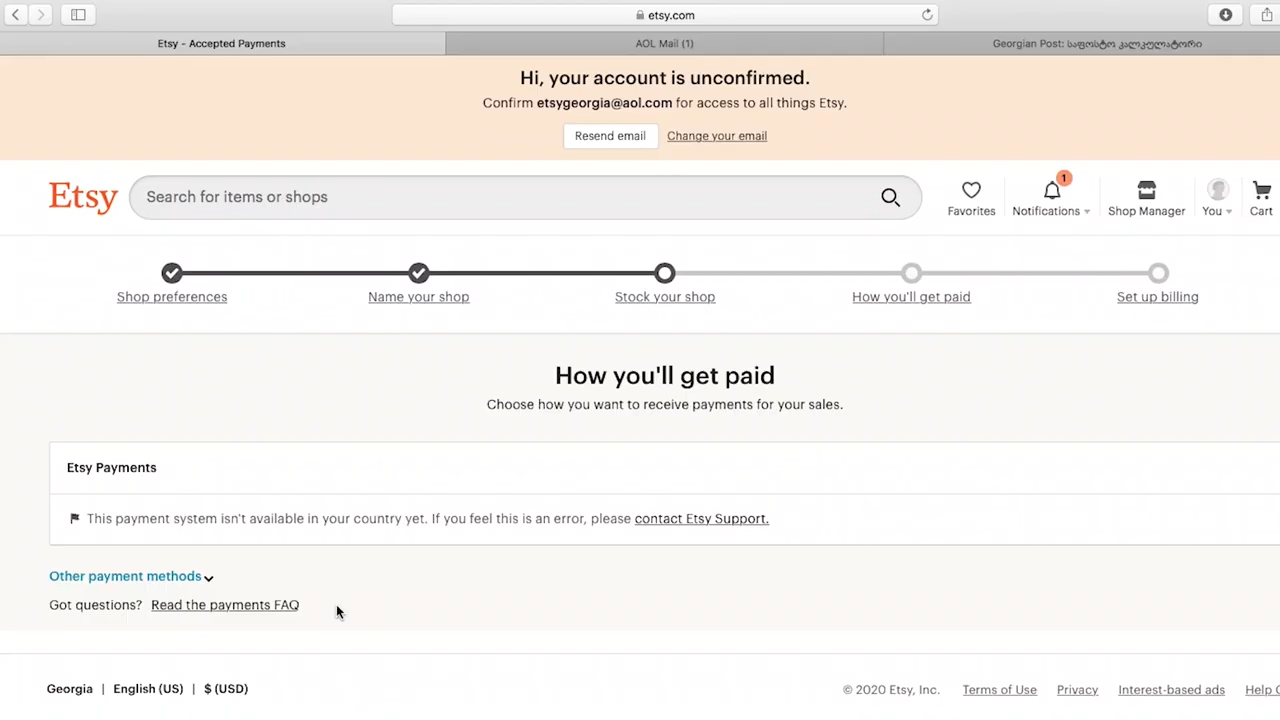 etsy.com
Etsy - Accepted Payments
AOL Mail (1)
Georgian Post: საფოსტო კალკულატორი
Hi, your account is unconfirmed.
Confirm etsygeorgia@aol.com for access to all things Etsy.
Resend email Change your email
Etsy
Search for items or shops
1
Favorites Notifications Shop Manager You Cart
Shop preferences Name your shop Stock your shop How you'll get paid Set up billing
How you'll get paid
Choose how you want to receive payments for your sales.
Etsy Payments
This payment system isn't available in your country yet. If you feel this is an error, please contact Etsy Support.
Other payment methods
Got questions? Read the payments FAQ
Georgia | English (US) | $ (USD)
© 2020 Etsy, Inc. Terms of Use Privacy Interest-based ads Help C